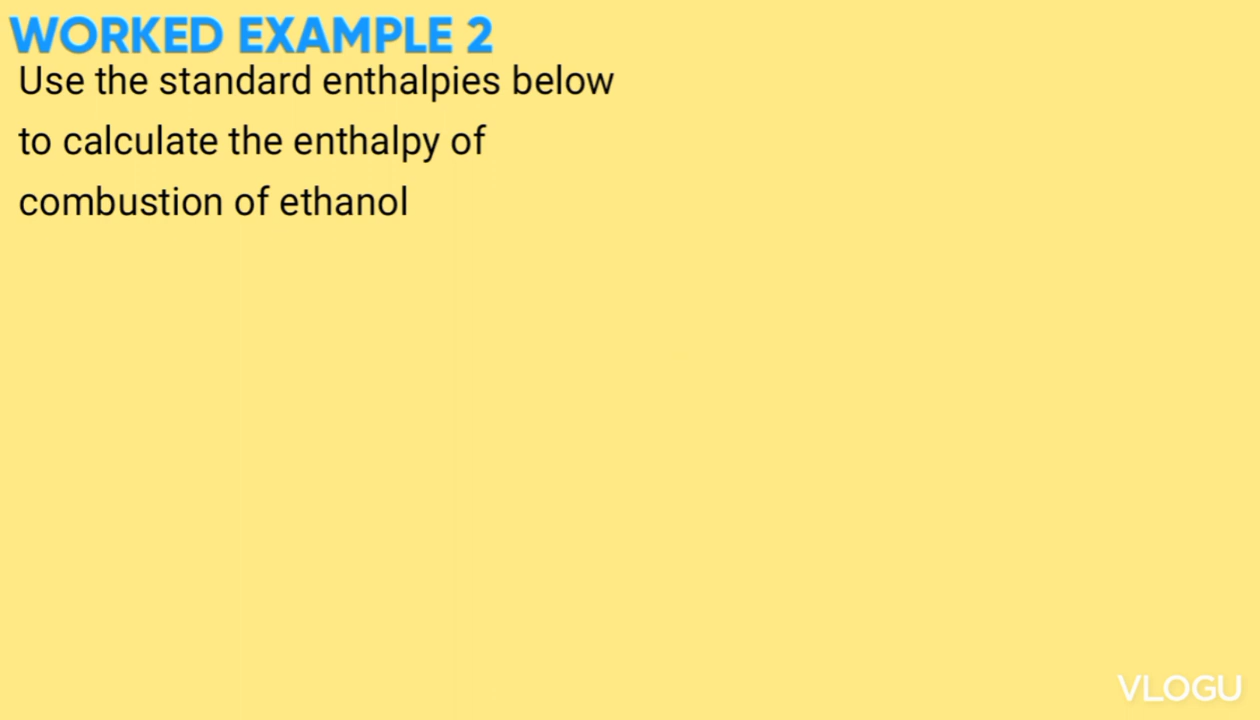 WORKED EXAMPLE 2
Use the standard enthalpies below
to calculate the enthalpy of
combustion of ethanol
VLOGU